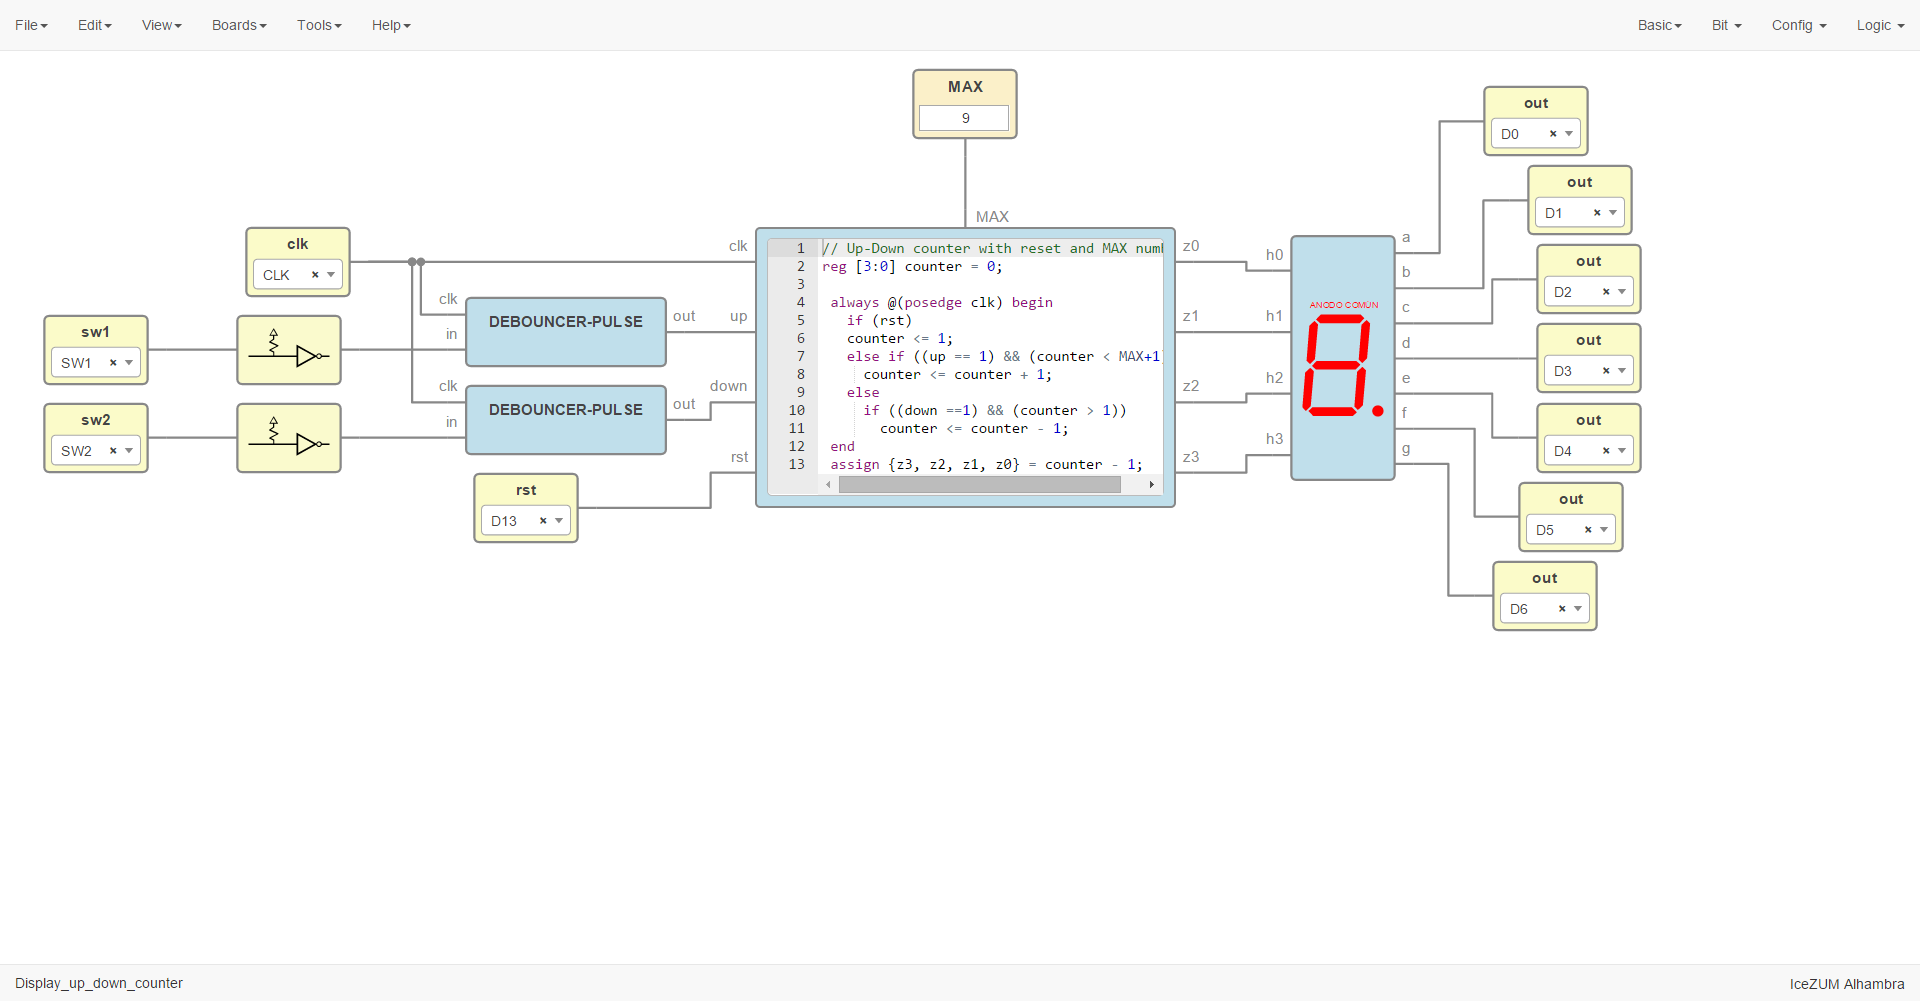 File Edit View Boards Tools Help Basic Bit Config Logic
MAX
9
MAX
clk
CLK ×
sw1
SW1 ×
sw2
SW2 ×
clk
in
DEBOUNCER-PULSE
out
clk
in
DEBOUNCER-PULSE
out
rst
D13 ×
clk
up
down
rst
1 // Up-Down counter with reset and MAX num
2 reg [3:0] counter = 0;
3
4 always @(posedge clk) begin
5 if (rst)
6 counter <= 1;
7 else if ((up == 1) && (counter < MAX+1
8 counter <= counter + 1;
9 else
10 if ((down ==1) && (counter > 1))
11 counter <= counter - 1;
12 end
13 assign {z3, z2, z1, z0} = counter - 1;
z0
z1
z2
z3
h0
h1
h2
h3
ANODO COMÚN
a
b
c
d
e
f
g
out
D0 ×
out
D1 ×
out
D2 ×
out
D3 ×
out
D4 ×
out
D5 ×
out
D6 ×
Display_up_down_counter
IceZUM Alhambra